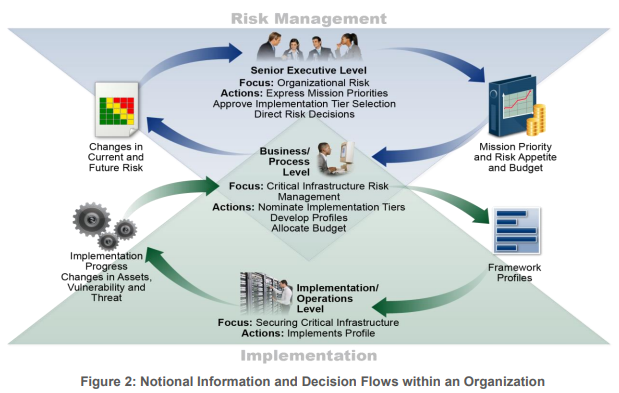 Risk Management
Senior Executive Level
Focus: Organizational Risk
Actions: Express Mission Priorities
Approve Implementation Tier Selection
Direct Risk Decisions
Changes in
Current and
Future Risk
Mission Priority
and Risk Appetite
and Budget
Business/
Process
Level
Focus: Critical Infrastructure Risk
Management
Actions: Nominate Implementation Tiers
Develop Profiles
Allocate Budget
Implementation
Progress
Changes in Assets,
Vulnerability and
Threat
Framework
Profiles
Implementation/
Operations
Level
Focus: Securing Critical Infrastructure
Actions: Implements Profile
Implementation
Figure 2: Notional Information and Decision Flows within an Organization